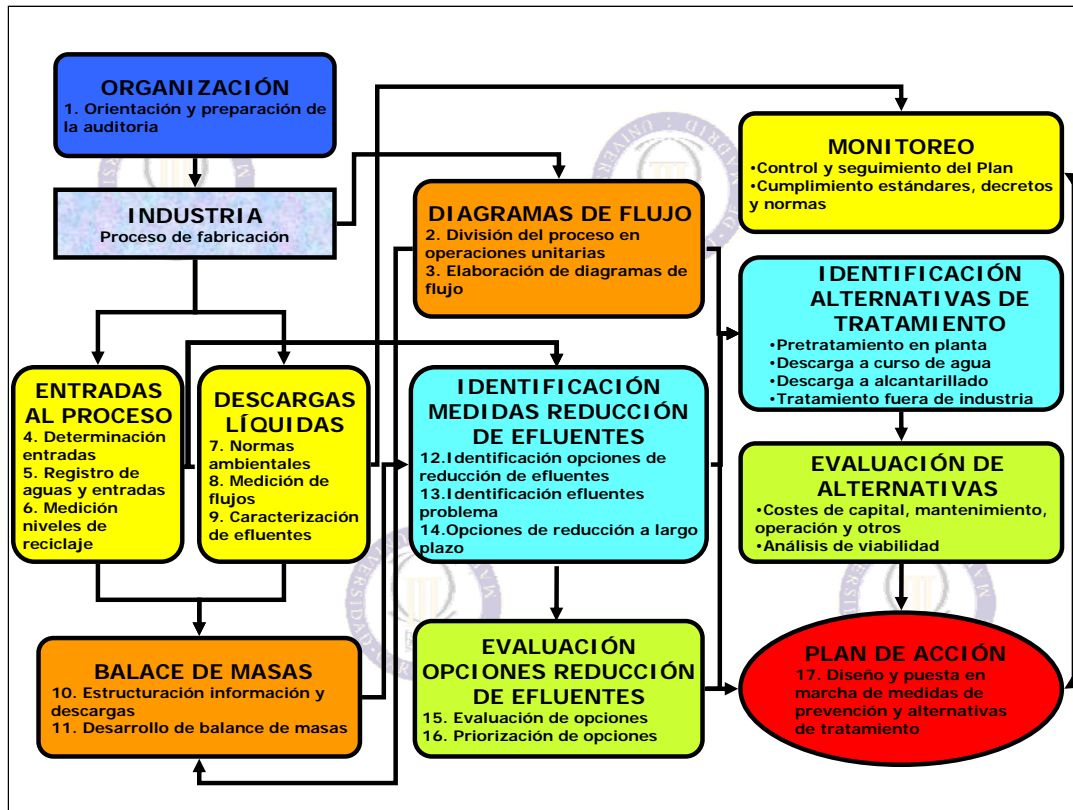 ORGANIZACIÓN
1. Orientación y preparación de
la auditoria
INDUSTRIA
Proceso de fabricación
ENTRADAS
AL PROCESO
4. Determinación
entradas
5. Registro de
aguas y entradas
6. Medición
niveles de
reciclaje
DESCARGAS
LÍQUIDAS
7. Normas
ambientales
8. Medición de
flujos
9. Caracterización
de efluentes
BALACE DE MASAS
10. Estructuración información y
descargas
11. Desarrollo de balance de masas
DIAGRAMAS DE FLUJO
2. División del proceso en
operaciones unitarias
3. Elaboración de diagramas de
flujo
IDENTIFICACIÓN
MEDIDAS REDUCCIÓN
DE EFLUENTES
12.Identificación opciones de
reducción de efluentes
13.Identificación efluentes
problema
14.Opciones de reducción a largo
plazo
EVALUACIÓN
OPCIONES REDUCCIÓN
DE EFLUENTES
15. Evaluación de opciones
16. Priorización de opciones
MONITOREO
•Control y seguimiento del Plan
•Cumplimiento estándares, decretos
y normas
IDENTIFICACIÓN
ALTERNATIVAS DE
TRATAMIENTO
•Pretratamiento en planta
•Descarga a curso de agua
•Descarga a alcantarillado
•Tratamiento fuera de industria
EVALUACIÓN DE
ALTERNATIVAS
•Costes de capital, mantenimiento,
operación y otros
•Análisis de viabilidad
PLAN DE ACCIÓN
17. Diseño y puesta en
marcha de medidas de
prevención y alternativas
de tratamiento